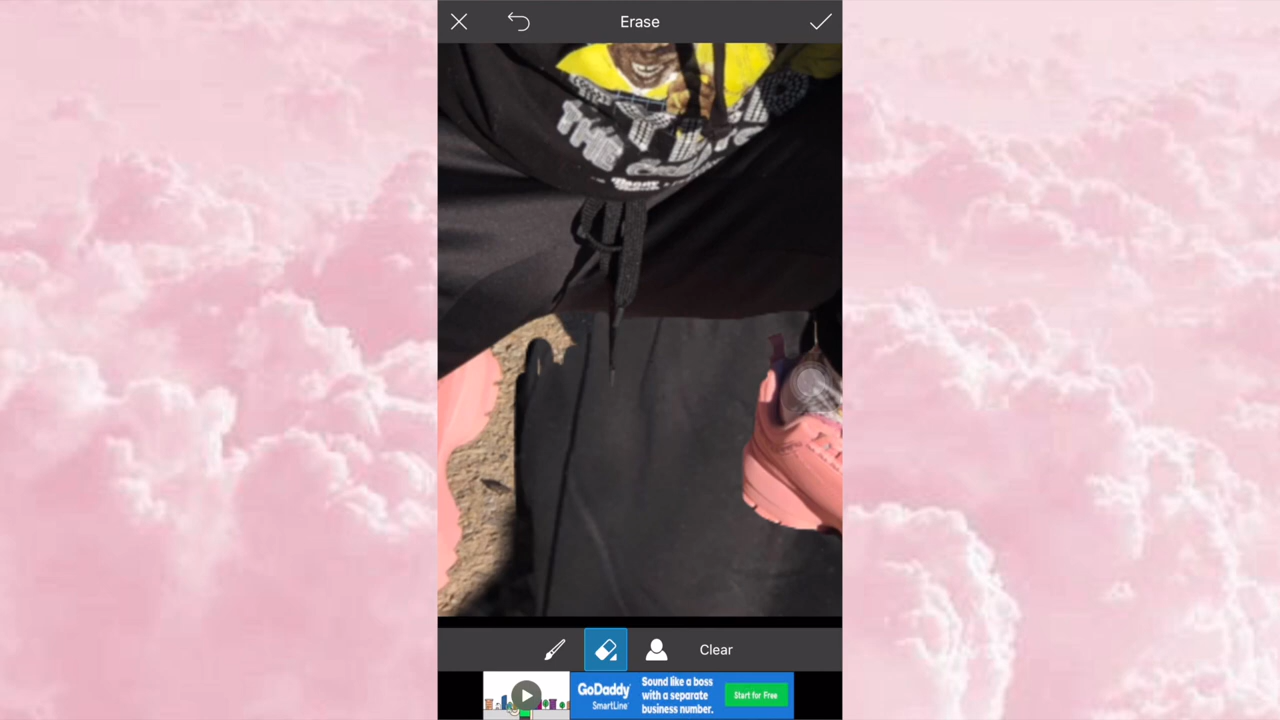 Erase
THE
Clear
GoDaddy
SmartLine
Sound like a boss
with a separate
business number.
Start for Free